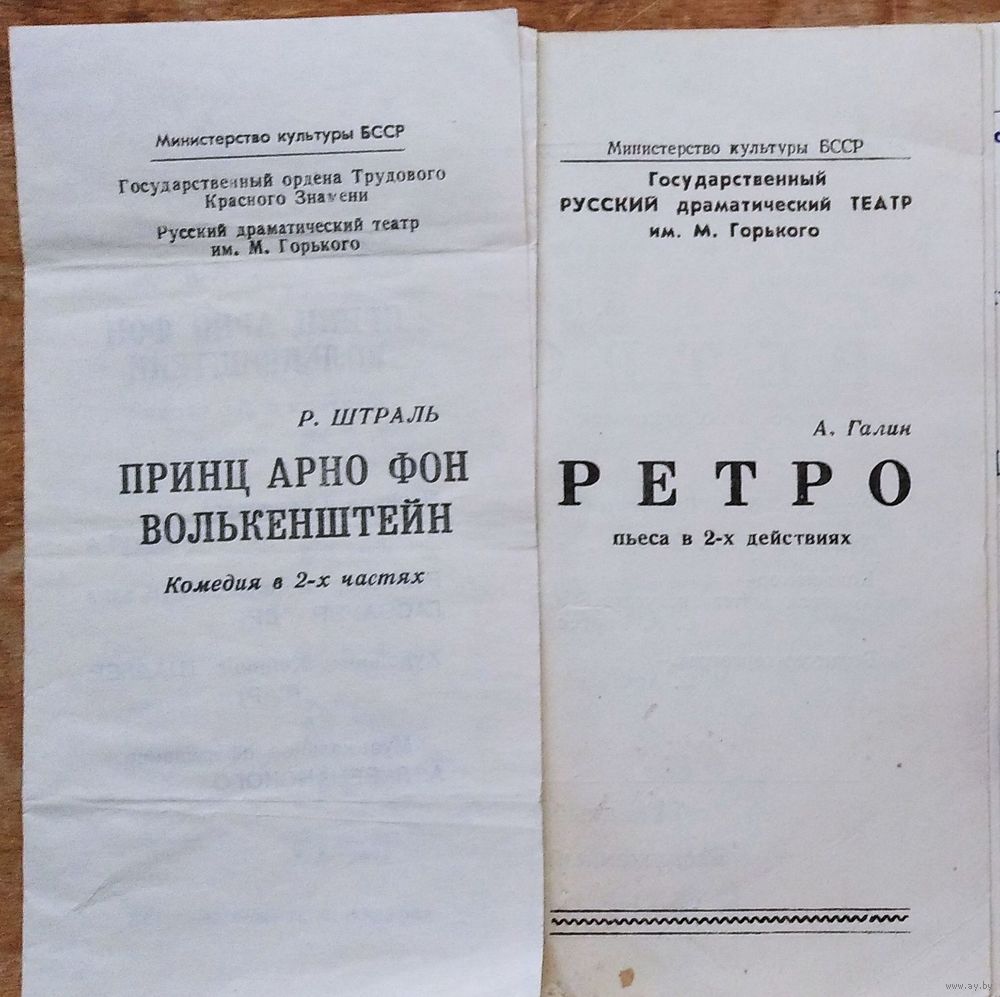 Министерство культуры БССР
Государственный ордена Трудового
Красного Знамени
Русский драматический театр
им. М. Горького
Р. ШТРАЛЬ
ПРИНЦ АРНО ФОН
ВОЛЬКЕНШТЕЙН
Комедия в 2-х частях
Министерство культуры БССР
Государственный
РУССКИЙ драматический ТЕАТР
им. М. Горького
А. Галин
РЕТРО
пьеса в 2-х действиях
www.ay.by